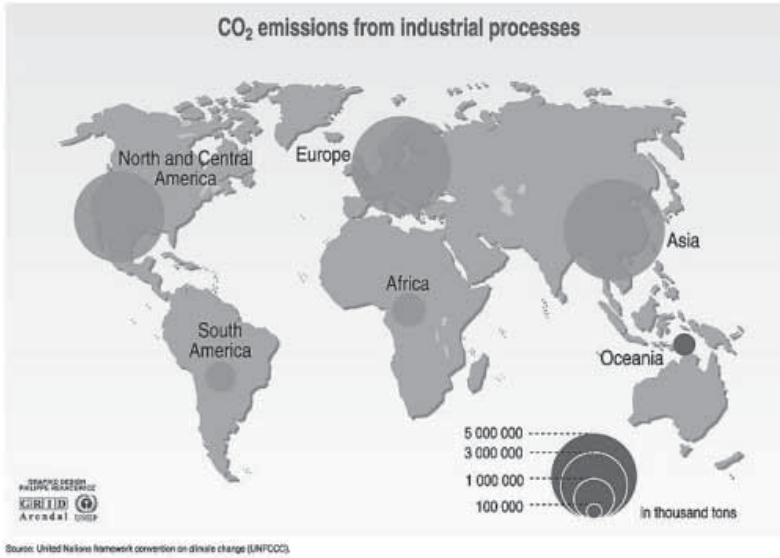 CO₂ emissions from industrial processes
North and Central
America
Europe
Asia
Africa
South
America
Oceania
5 000 000
3 000 000
1 000 000
100 000
in thousand tons
GRAPHIC DESIGN
PHILIPPE REKACEWICZ
GRID
Arendal UNEP
Source: United Nations framework convention on climate change (UNFCCC).